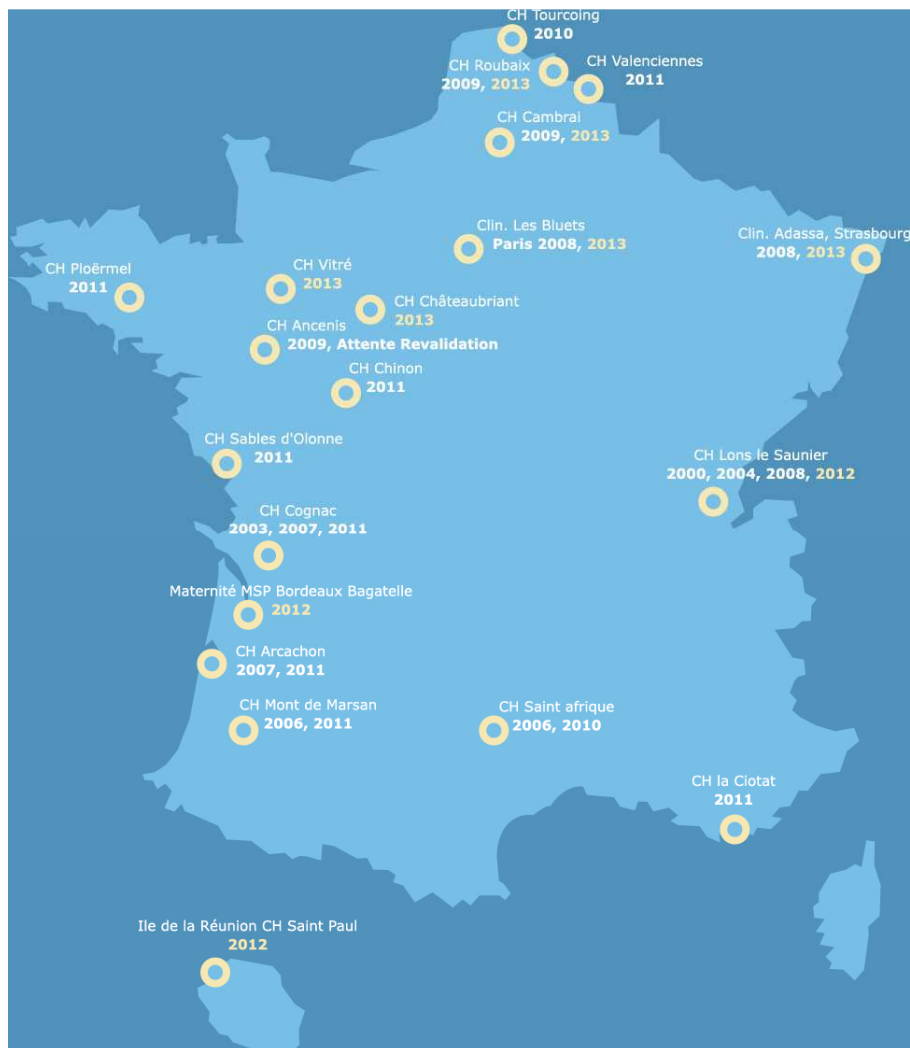 CH Tourcoing
2010
CH Roubaix
2009, 2013
CH Valenciennes
2011
CH Cambrai
2009, 2013
Clin. Les Bluets
Paris 2008, 2013
Clin. Adassa, Strasbourg
2008, 2013
CH Ploërmel
2011
CH Vitré
2013
CH Châteaubriant
2013
CH Ancenis
2009, Attente Revalidation
CH Chinon
2011
CH Sables d'Olonne
2011
CH Lons le Saunier
2000, 2004, 2008, 2012
CH Cognac
2003, 2007, 2011
Maternité MSP Bordeaux Bagatelle
2012
CH Arcachon
2007, 2011
CH Mont de Marsan
2006, 2011
CH Saint afrique
2006, 2010
CH la Ciotat
2011
Ile de la Réunion CH Saint Paul
2012